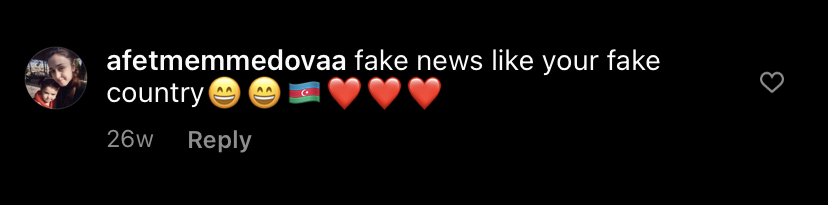 afetmemmedovaa fake news like your fake
country😄😄🇦🇿❤️❤️❤️
26w Reply